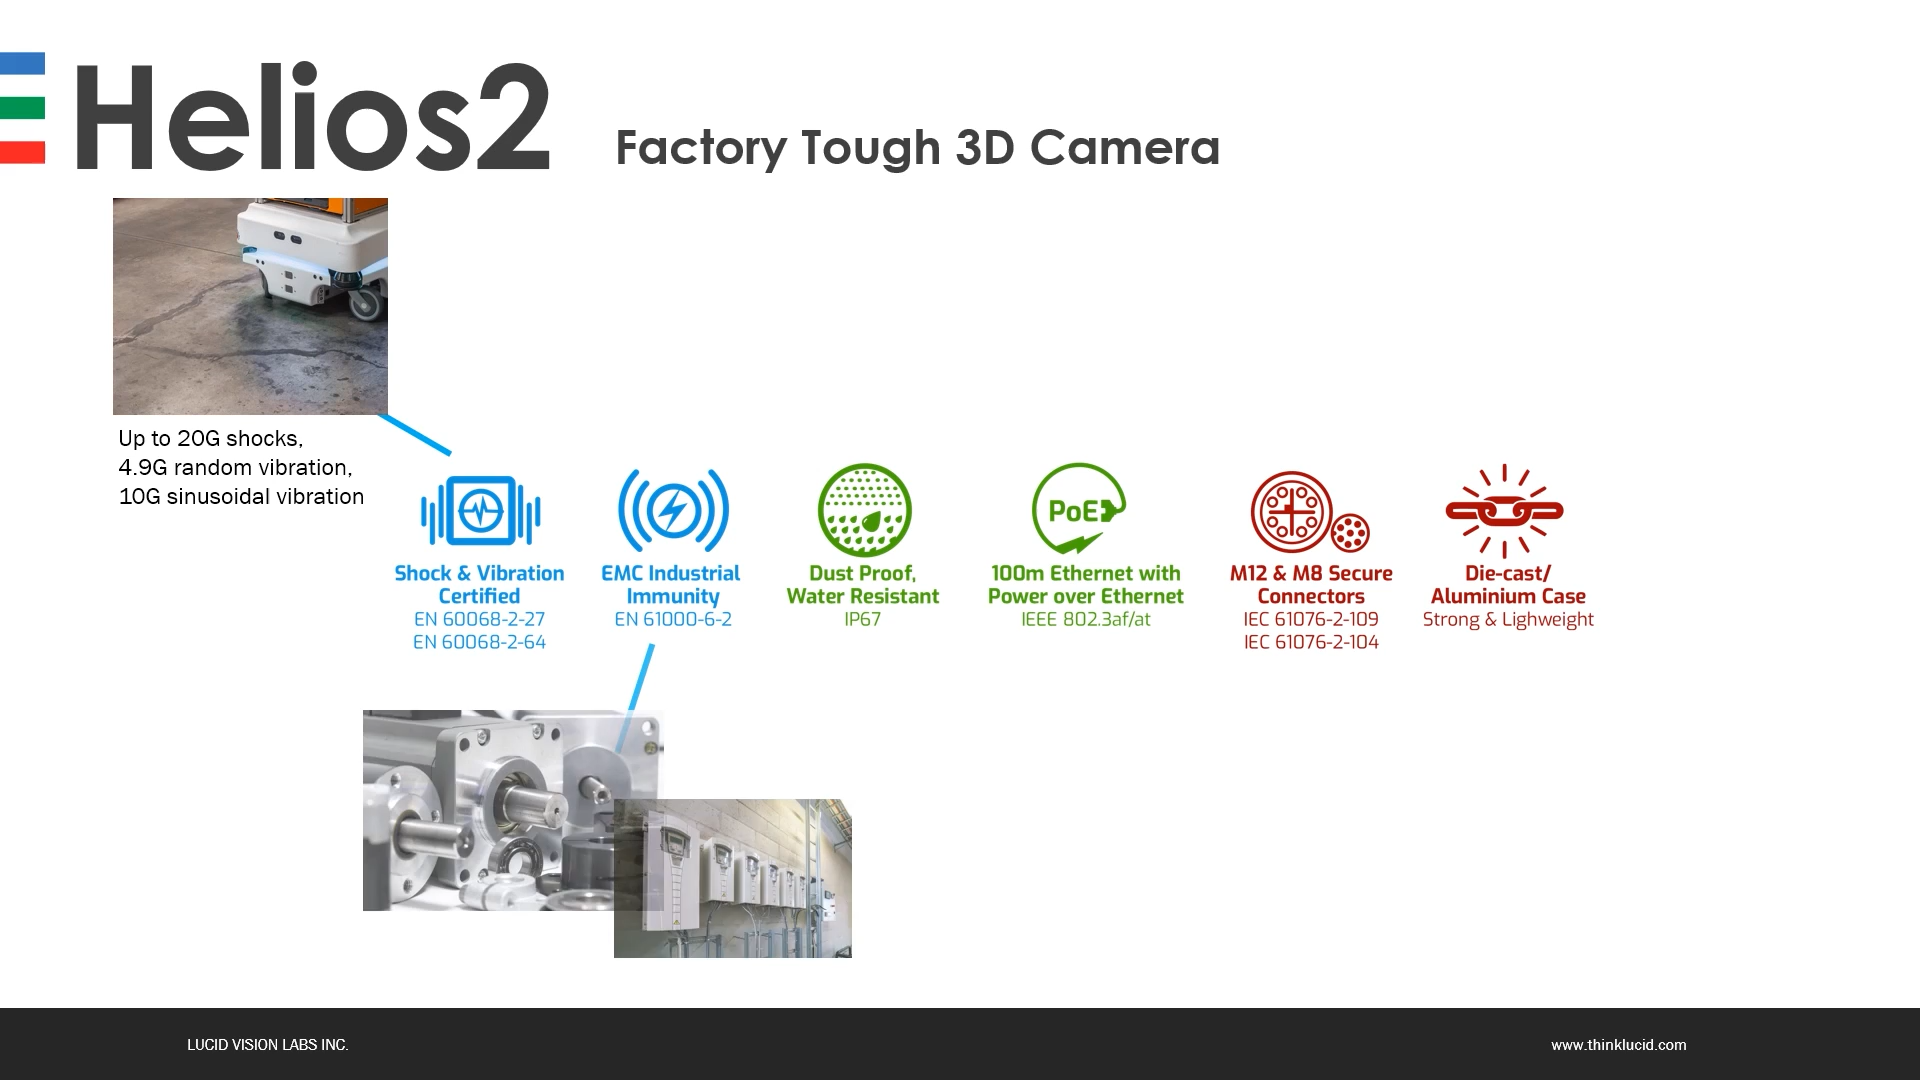 Helios2
Factory Tough 3D Camera
Up to 20G shocks,
4.9G random vibration,
10G sinusoidal vibration
Shock & Vibration
Certified
EN 60068-2-27
EN 60068-2-64
EMC Industrial
Immunity
EN 61000-6-2
Dust Proof,
Water Resistant
IP67
PoE
100m Ethernet with
Power over Ethernet
IEEE 802.3af/at
M12 & M8 Secure
Connectors
IEC 61076-2-109
IEC 61076-2-104
Die-cast/
Aluminium Case
Strong & Lighweight
LUCID VISION LABS INC.
www.thinklucid.com